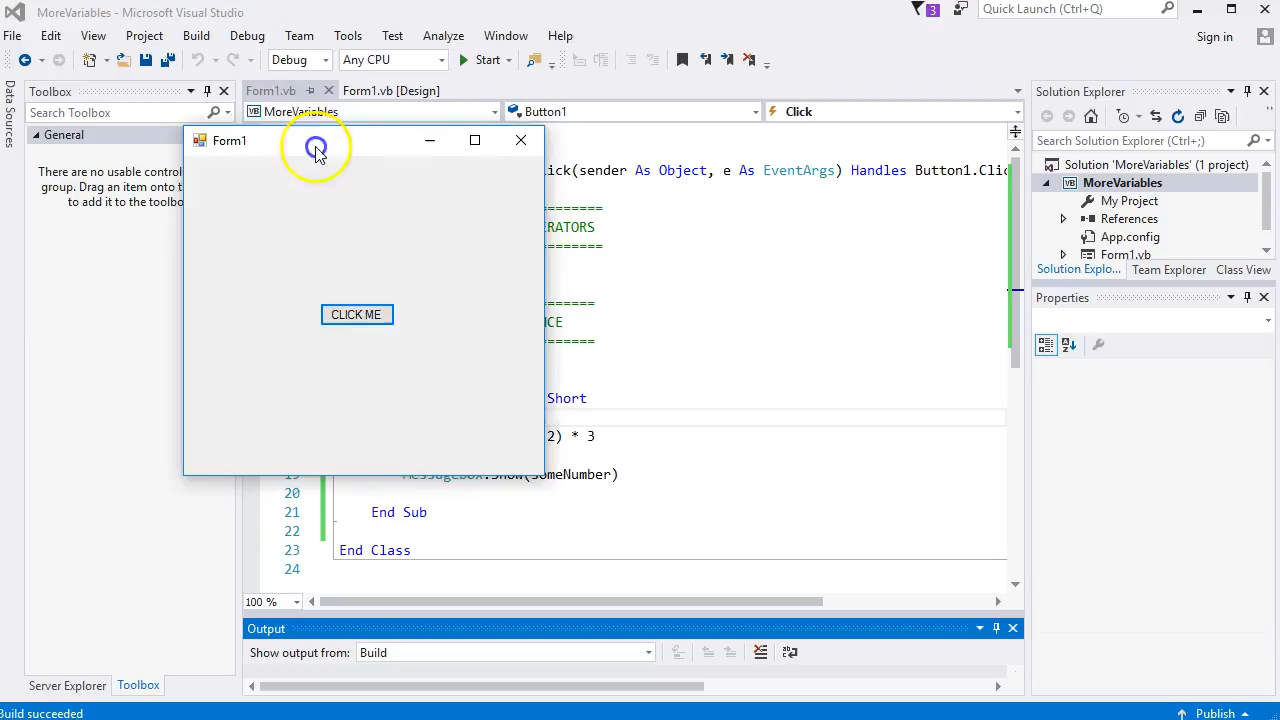 MoreVariables - Microsoft Visual Studio
3
Quick Launch (Ctrl+Q)
File Edit View Project Build Debug Team Tools Test Analyze Window Help
Sign in
Debug Any CPU Start
Data Sources
Toolbox
Form1.vb Form1.vb [Design]
Solution Explorer
Search Toolbox
MoreVariables Button1 Click
Search Solution Explorer (Ctrl+;)
General
Form1
Solution 'MoreVariables' (1 project)
There are no usable control
group. Drag an item onto t
to add it to the toolbo
lick(sender As Object, e As EventArgs) Handles Button1.Clic
VB MoreVariables
My Project
References
App.config
Form1.vb
=======
ERATORS
=======
Solution Explo... Team Explorer Class View
Properties
======
NCE
======
CLICK ME
Short
2) * 3
19 MessageBox.Show(someNumber)
20
21 End Sub
22
23 End Class
24
100 %
Output
Show output from: Build
Server Explorer Toolbox
Build succeeded
Publish